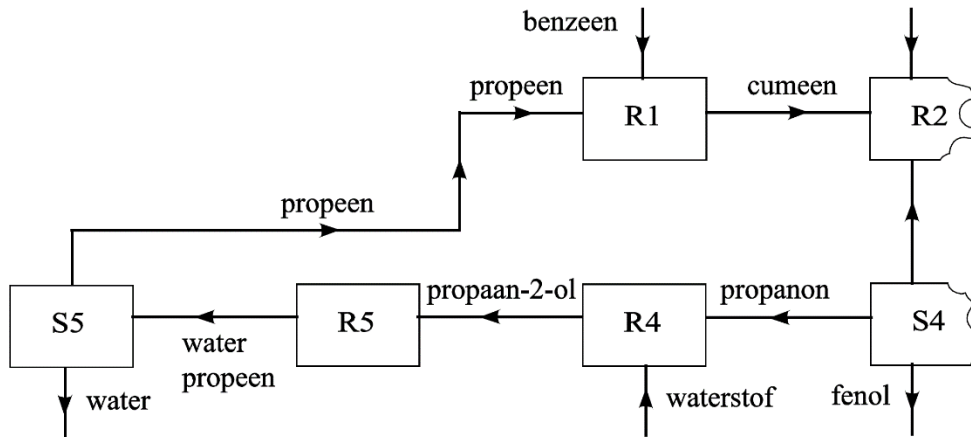 benzeen
propeen
cumeen
R1
R2
propeen
propaan-2-ol
propanon
S5
R5
R4
S4
water
propeen
water
waterstof
fenol